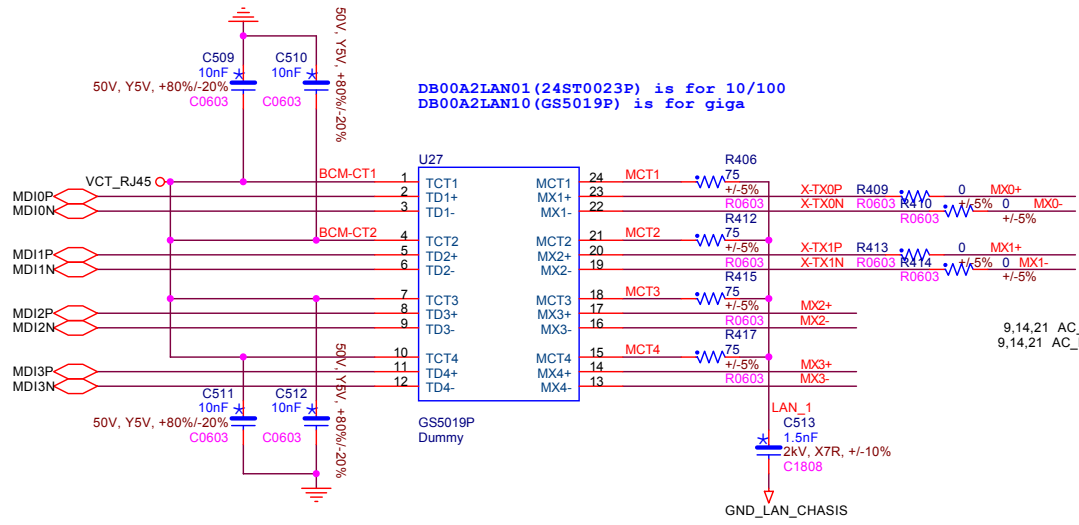 50V, Y5V, +80%/-20%
C509
10nF
50V, Y5V, +80%/-20%
C0603
C510
10nF
C0603
DB00A2LAN01(24ST0023P) is for 10/100
DB00A2LAN10(GS5019P) is for giga
U27
VCT_RJ45
BCM-CT1
BCM-CT2
MDI0P
MDI0N
MDI1P
MDI1N
MDI2P
MDI2N
MDI3P
MDI3N
1 TCT1 MCT1 24
2 TD1+ MX1+ 23
3 TD1- MX1- 22
4 TCT2 MCT2 21
5 TD2+ MX2+ 20
6 TD2- MX2- 19
7 TCT3 MCT3 18
8 TD3+ MX3+ 17
9 TD3- MX3- 16
10 TCT4 MCT4 15
11 TD4+ MX4+ 14
12 TD4- MX4- 13
GS5019P
Dummy
MCT1
R406
75
+/-5%
R0603
X-TX0P R409 0 MX0+
R0603 +/-5%
X-TX0N R410 0 MX0-
R0603 +/-5%
MCT2
R412
75
+/-5%
R0603
X-TX1P R413 0 MX1+
R0603 +/-5%
X-TX1N R414 0 MX1-
R0603 +/-5%
MCT3
R415
75
+/-5%
R0603
MX2+
MX2-
MCT4
R417
75
+/-5%
R0603
MX3+
MX3-
9,14,21 AC_
9,14,21 AC_
C511
10nF
50V, Y5V, +80%/-20%
C0603
C512
10nF
C0603
50V, Y5V, +80%/-20%
LAN_1
C513
1.5nF
2kV, X7R, +/-10%
C1808
GND_LAN_CHASIS